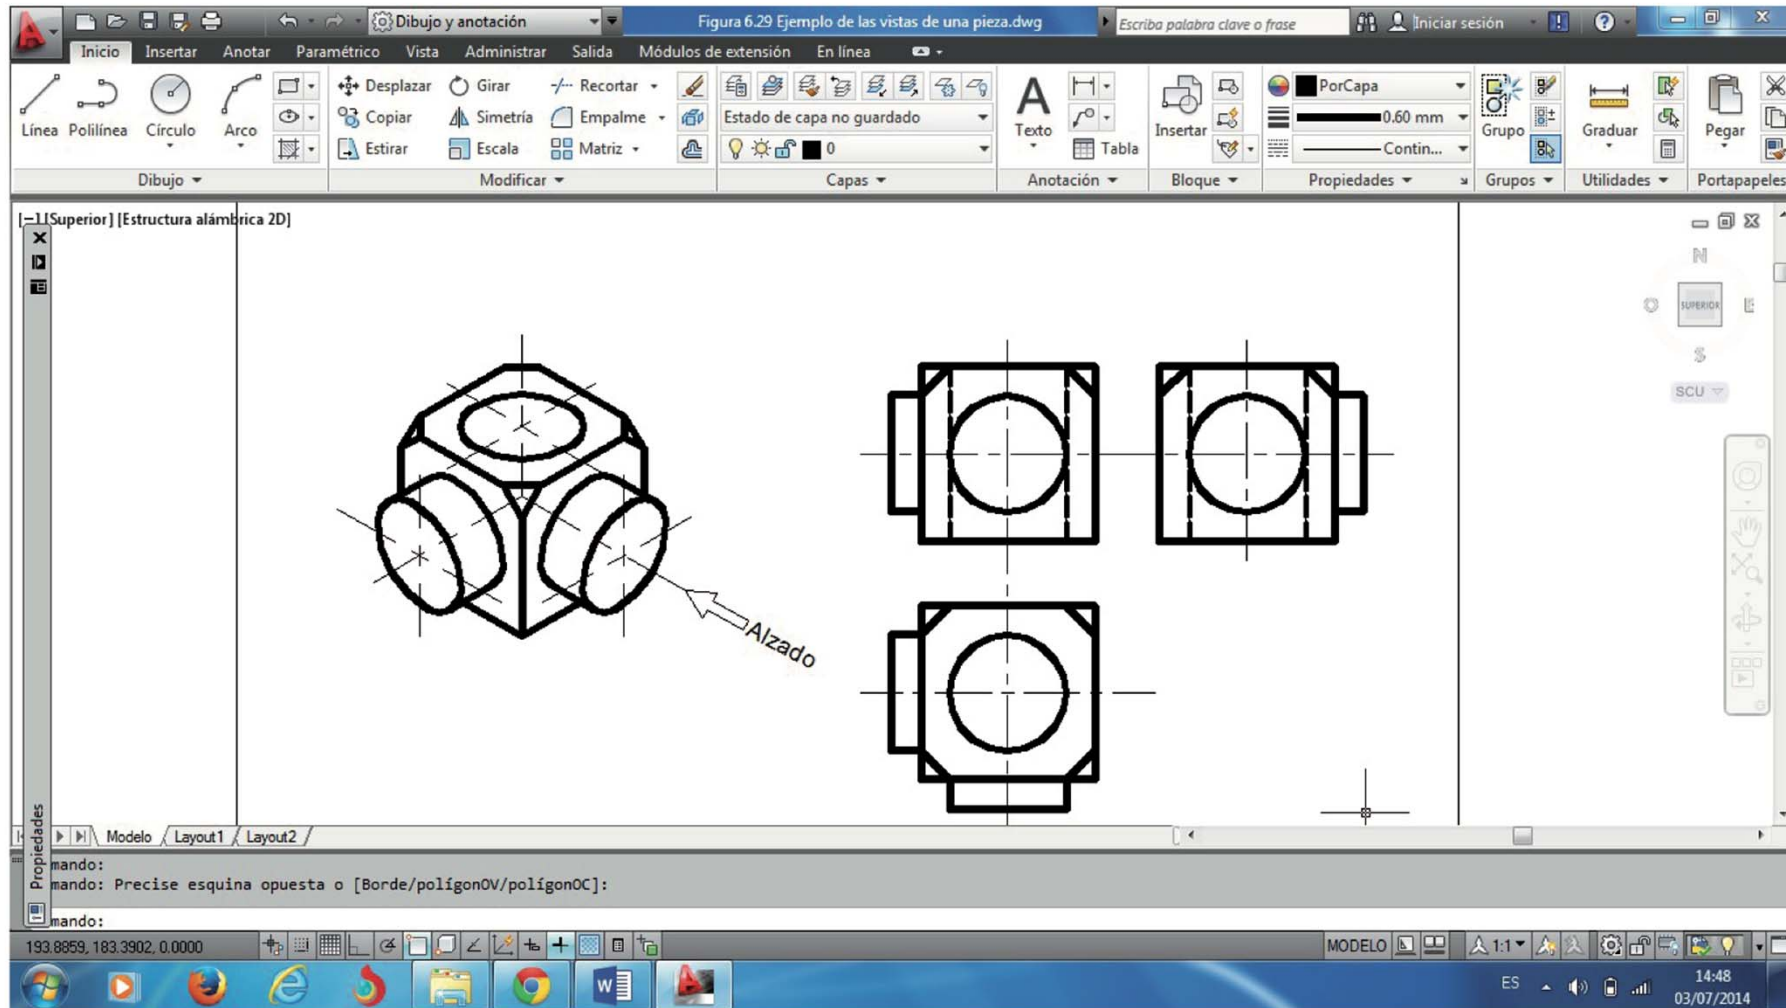 Dibujo y anotación
Figura 6.29 Ejemplo de las vistas de una pieza.dwg
Escriba palabra clave o frase
Iniciar sesión
Inicio Insertar Anotar Paramétrico Vista Administrar Salida Módulos de extensión En línea
Línea Polilínea Círculo Arco
Desplazar Girar Recortar
Copiar Simetría Empalme
Estirar Escala Matriz
Estado de capa no guardado
0
Texto
Tabla
Insertar
PorCapa
0.60 mm
Contin...
Grupo
Graduar
Pegar
Dibujo Modificar Capas Anotación Bloque Propiedades Grupos Utilidades Portapapeles
[–] [Superior] [Estructura alámbrica 2D]
N
O SUPERIOR E
S
SCU
Alzado
Propiedades
Modelo Layout1 Layout2
mando:
mando: Precise esquina opuesta o [Borde/polígonOV/polígonOC]:
mando:
193.8859, 183.3902, 0.0000
MODELO
1:1
ES
14:48
03/07/2014